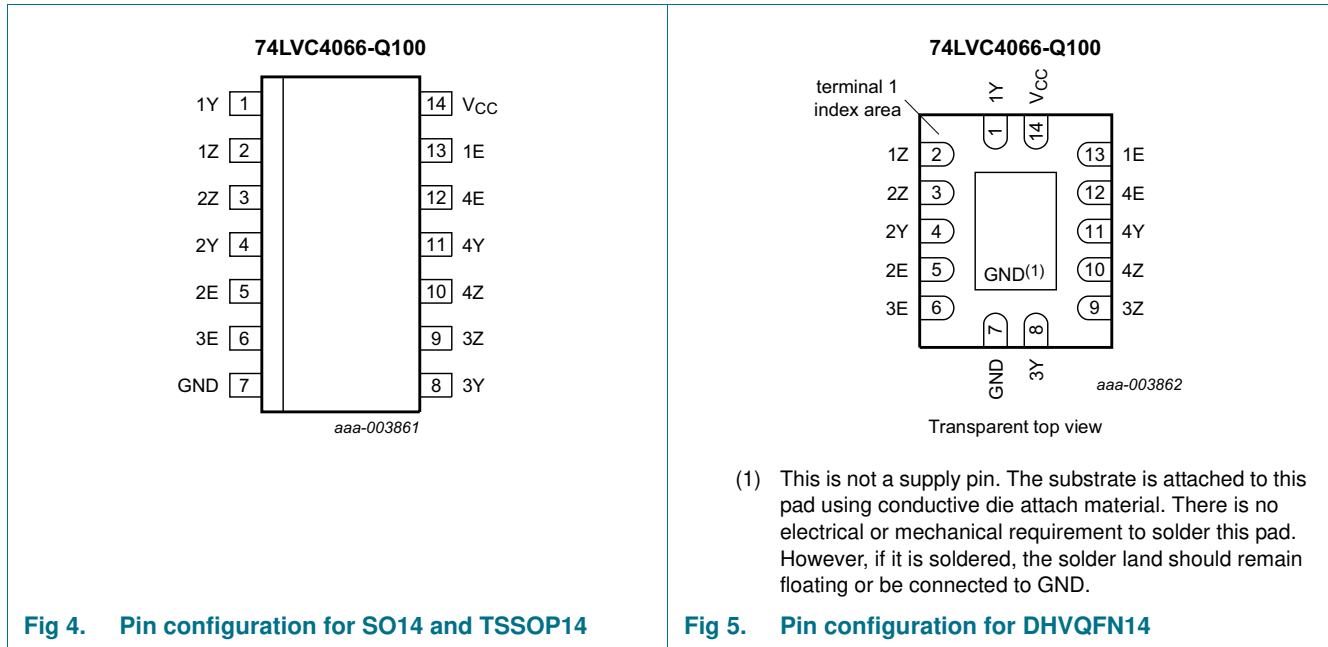 74LVC4066-Q100
1Y 1
14 VCC
1Z 2
13 1E
2Z 3
12 4E
2Y 4
11 4Y
2E 5
10 4Z
3E 6
9 3Z
GND 7
8 3Y
aaa-003861
Fig 4. Pin configuration for SO14 and TSSOP14
74LVC4066-Q100
terminal 1
index area
1Y
VCC
1
14
1Z 2
13 1E
2Z 3
12 4E
2Y 4
11 4Y
2E 5
10 4Z
GND(1)
3E 6
9 3Z
7
8
GND
3Y
aaa-003862
Transparent top view
(1) This is not a supply pin. The substrate is attached to this
pad using conductive die attach material. There is no
electrical or mechanical requirement to solder this pad.
However, if it is soldered, the solder land should remain
floating or be connected to GND.
Fig 5. Pin configuration for DHVQFN14